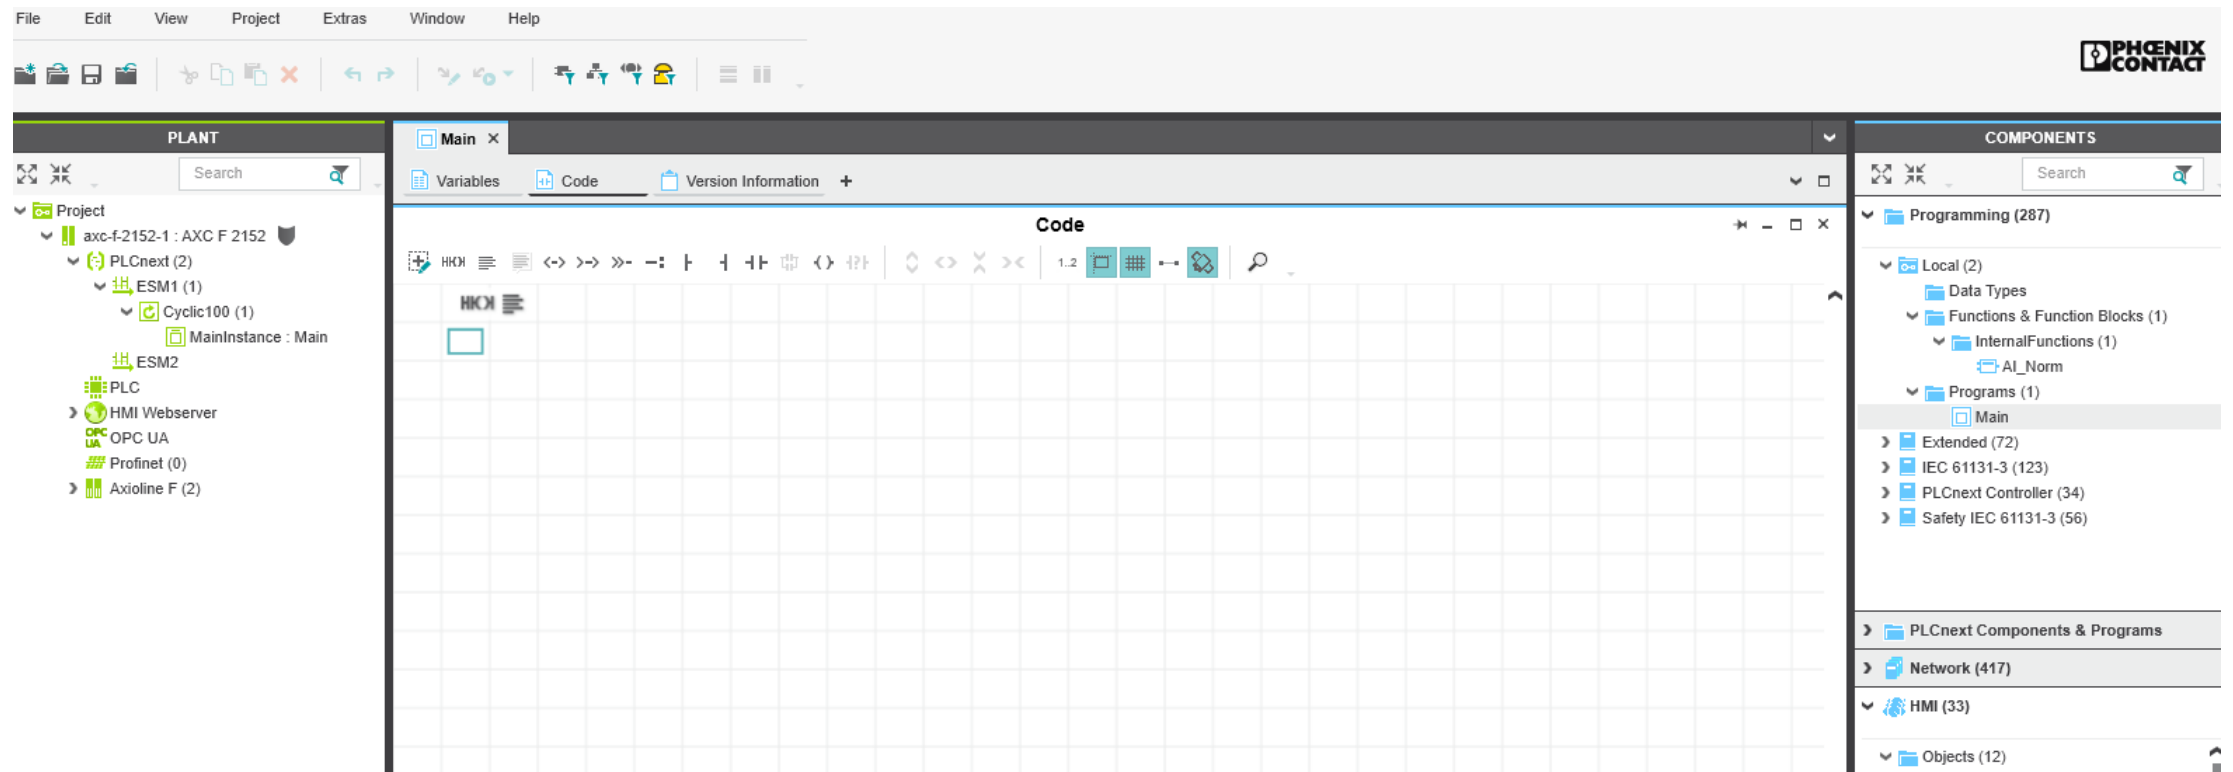 File Edit View Project Extras Window Help
PHŒNIX
CONTACT
PLANT
Search
Project
axc-f-2152-1 : AXC F 2152
PLCnext (2)
ESM1 (1)
Cyclic100 (1)
MainInstance : Main
ESM2
PLC
HMI Webserver
OPC UA OPC UA
Profinet (0)
Axioline F (2)
Main
Variables Code Version Information
Code
1..2
COMPONENTS
Search
Programming (287)
Local (2)
Data Types
Functions & Function Blocks (1)
InternalFunctions (1)
AI_Norm
Programs (1)
Main
Extended (72)
IEC 61131-3 (123)
PLCnext Controller (34)
Safety IEC 61131-3 (56)
PLCnext Components & Programs
Network (417)
HMI (33)
Objects (12)